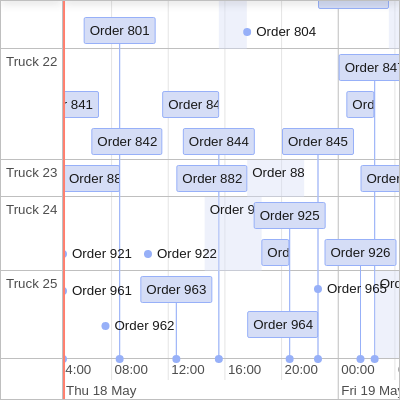 Order 801
Order 804
Truck 22
Order 847
841
Order 84
Ord
Order 842
Order 844
Order 845
Truck 23
Order 88
Order 882
Order 88
Order
Truck 24
Order 9
Order 925
Order 921
Order 922
Ord
Order 926
Truck 25
Order 961
Order 963
Order 965
Ord
Order 962
Order 964
4:00
08:00
12:00
16:00
20:00
00:00
Thu 18 May
Fri 19 May